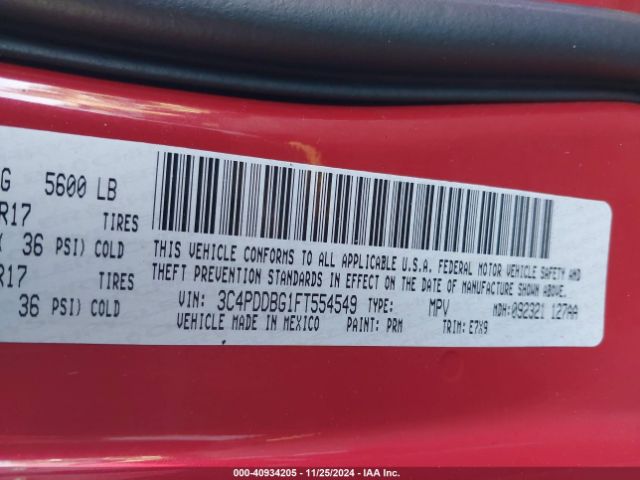 G 5600 LB
R17 TIRES
36 PSI) COLD
R17 TIRES
36 PSI) COLD
THIS VEHICLE CONFORMS TO ALL APPLICABLE U.S.A. FEDERAL MOTOR VEHICLE SAFETY AND
THEFT PREVENTION STANDARDS IN EFFECT ON THE DATE OF MANUFACTURE SHOWN ABOVE.
VIN: 3C4PDDBG1FT554549 TYPE: MPV MDH:092321 127AA
VEHICLE MADE IN MEXICO PAINT: PRM TRIM: E7X9
© 40934205 - 11/25/2024 - IAA Inc.